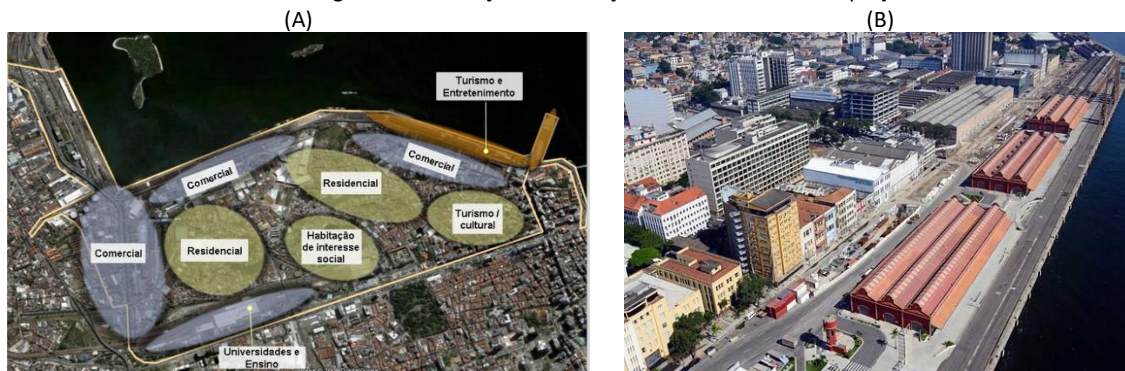 (A)
(B)
Turismo e
Entretenimento
Comercial
Comercial
Residencial
Turismo /
cultural
Comercial
Residencial
Habitação
de interesse
social
Universidades e
Ensino